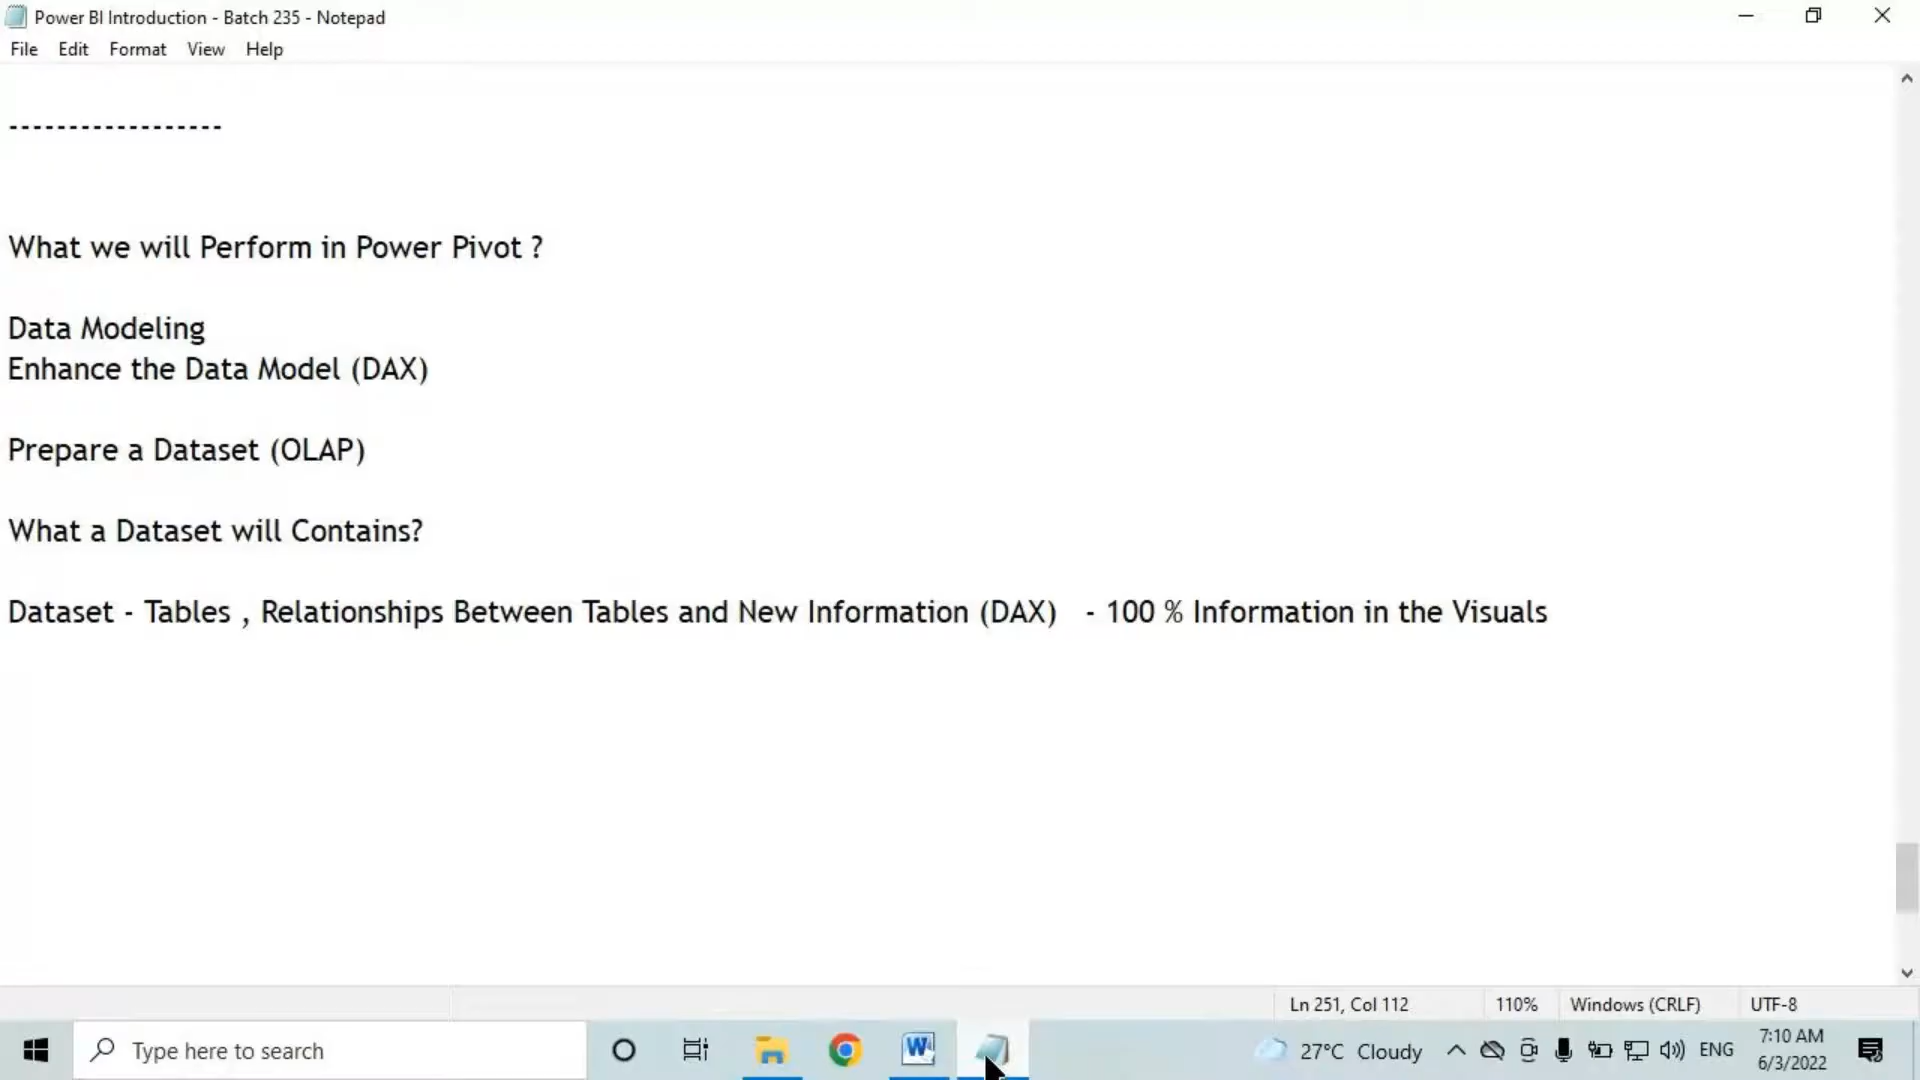 Power BI Introduction - Batch 235 - Notepad
File Edit Format View Help
------------------
What we will Perform in Power Pivot ?
Data Modeling
Enhance the Data Model (DAX)
Prepare a Dataset (OLAP)
What a Dataset will Contains?
Dataset - Tables , Relationships Between Tables and New Information (DAX)   - 100 % Information in the Visuals
Ln 251, Col 112 110% Windows (CRLF) UTF-8
Type here to search
27°C Cloudy
ENG
7:10 AM
6/3/2022